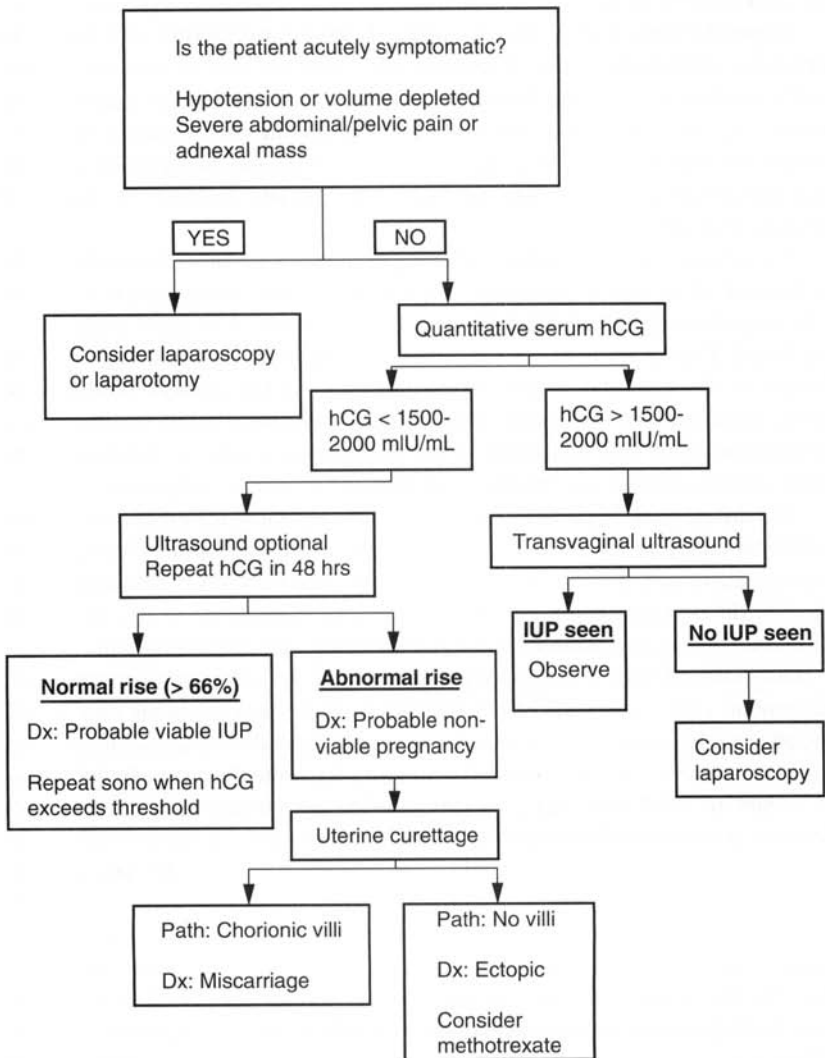 Is the patient acutely symptomatic?
Hypotension or volume depleted
Severe abdominal/pelvic pain or
adnexal mass
YES
NO
Consider laparoscopy
or laparotomy
Quantitative serum hCG
hCG < 1500-
2000 mIU/mL
hCG > 1500-
2000 mIU/mL
Ultrasound optional
Repeat hCG in 48 hrs
Transvaginal ultrasound
Normal rise (> 66%)
Dx: Probable viable IUP
Repeat sono when hCG
exceeds threshold
Abnormal rise
Dx: Probable non-
viable pregnancy
IUP seen
Observe
No IUP seen
Consider
laparoscopy
Uterine curettage
Path: Chorionic villi
Dx: Miscarriage
Path: No villi
Dx: Ectopic
Consider
methotrexate